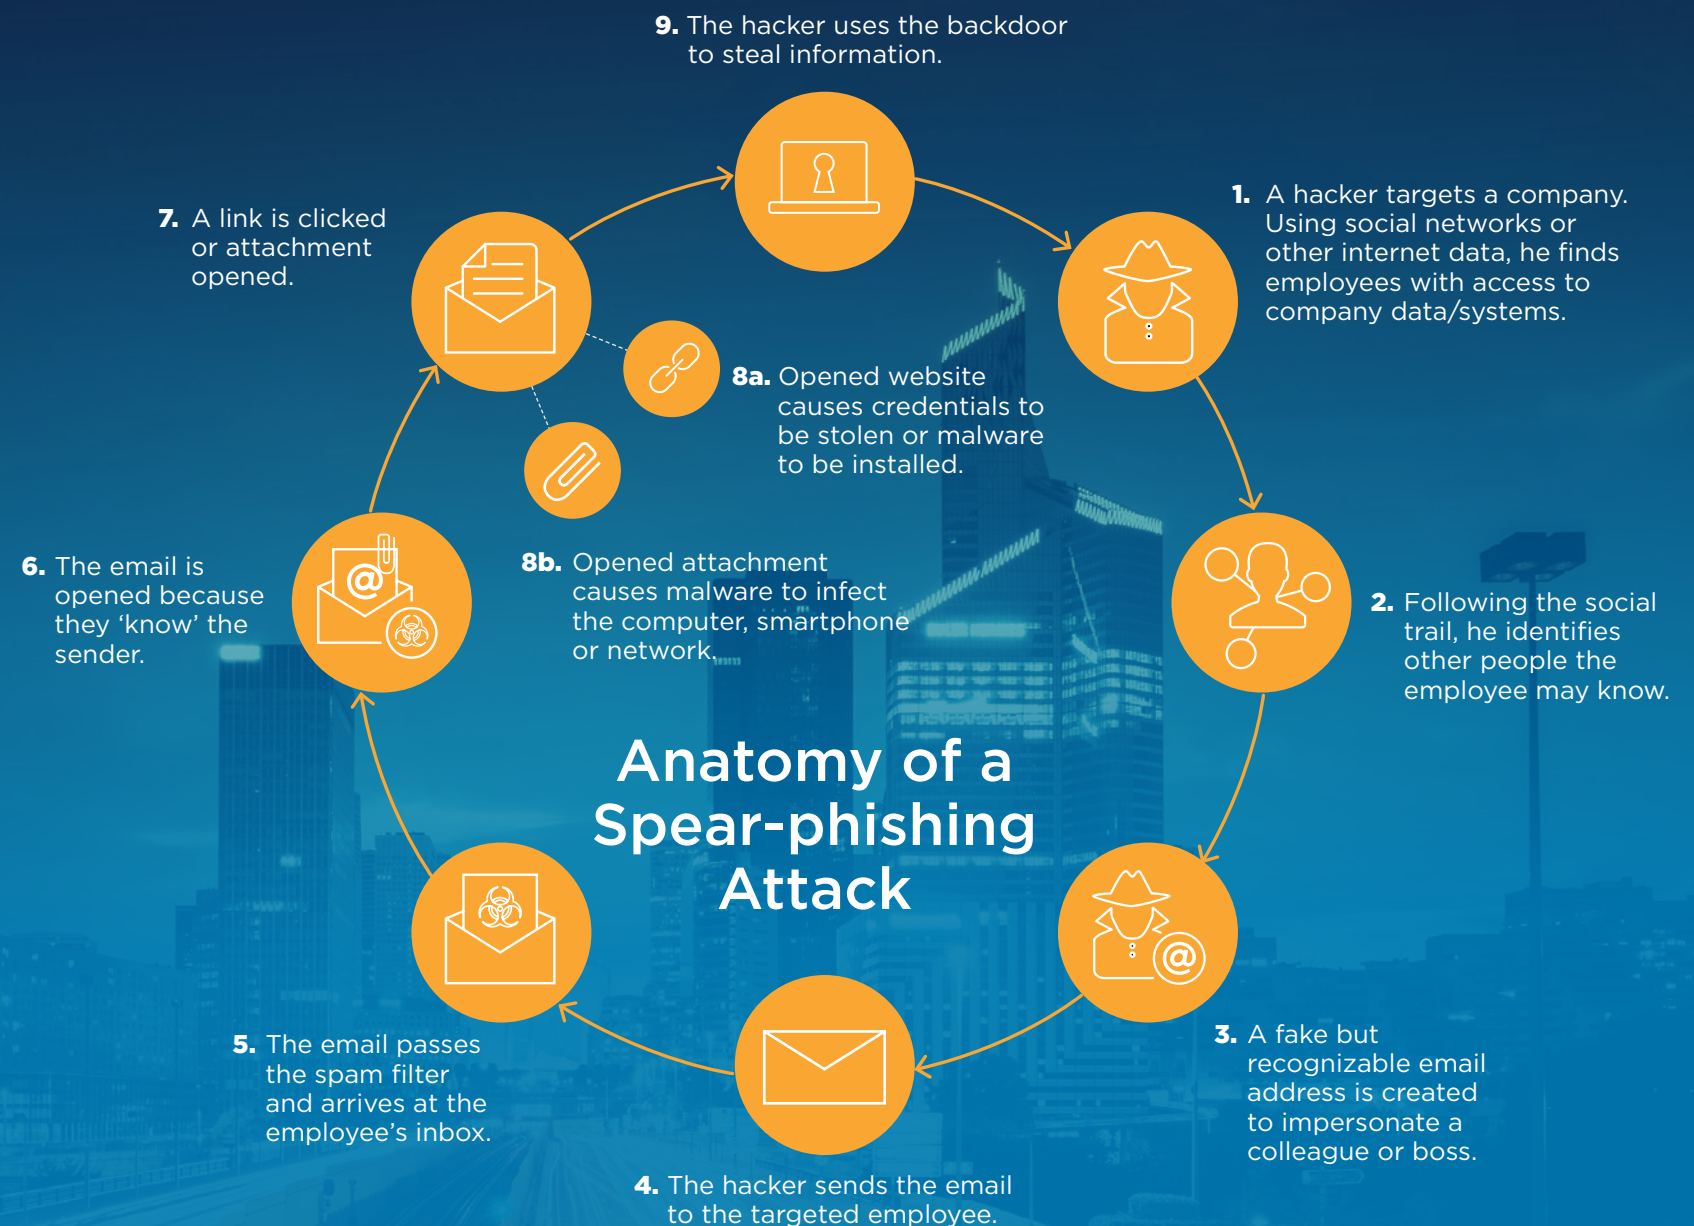 9. The hacker uses the backdoor
to steal information.
1. A hacker targets a company.
Using social networks or
other internet data, he finds
employees with access to
company data/systems.
2. Following the social
trail, he identifies
other people the
employee may know.
3. A fake but
recognizable email
address is created
to impersonate a
colleague or boss.
4. The hacker sends the email
to the targeted employee.
5. The email passes
the spam filter
and arrives at the
employee's inbox.
6. The email is
opened because
they ‘know’ the
sender.
7. A link is clicked
or attachment
opened.
8a. Opened website
causes credentials to
be stolen or malware
to be installed.
8b. Opened attachment
causes malware to infect
the computer, smartphone
or network.
@
@
Anatomy of a
Spear-phishing
Attack